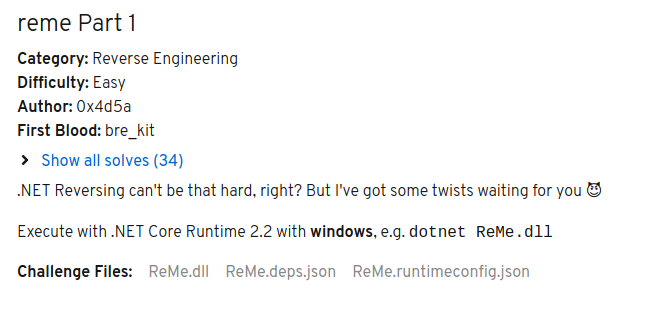 reme Part 1
Category: Reverse Engineering
Difficulty: Easy
Author: 0x4d5a
First Blood: bre_kit
Show all solves (34)
.NET Reversing can't be that hard, right? But I've got some twists waiting for you 😈
Execute with .NET Core Runtime 2.2 with windows, e.g. dotnet ReMe.dll
Challenge Files: ReMe.dll ReMe.deps.json ReMe.runtimeconfig.json